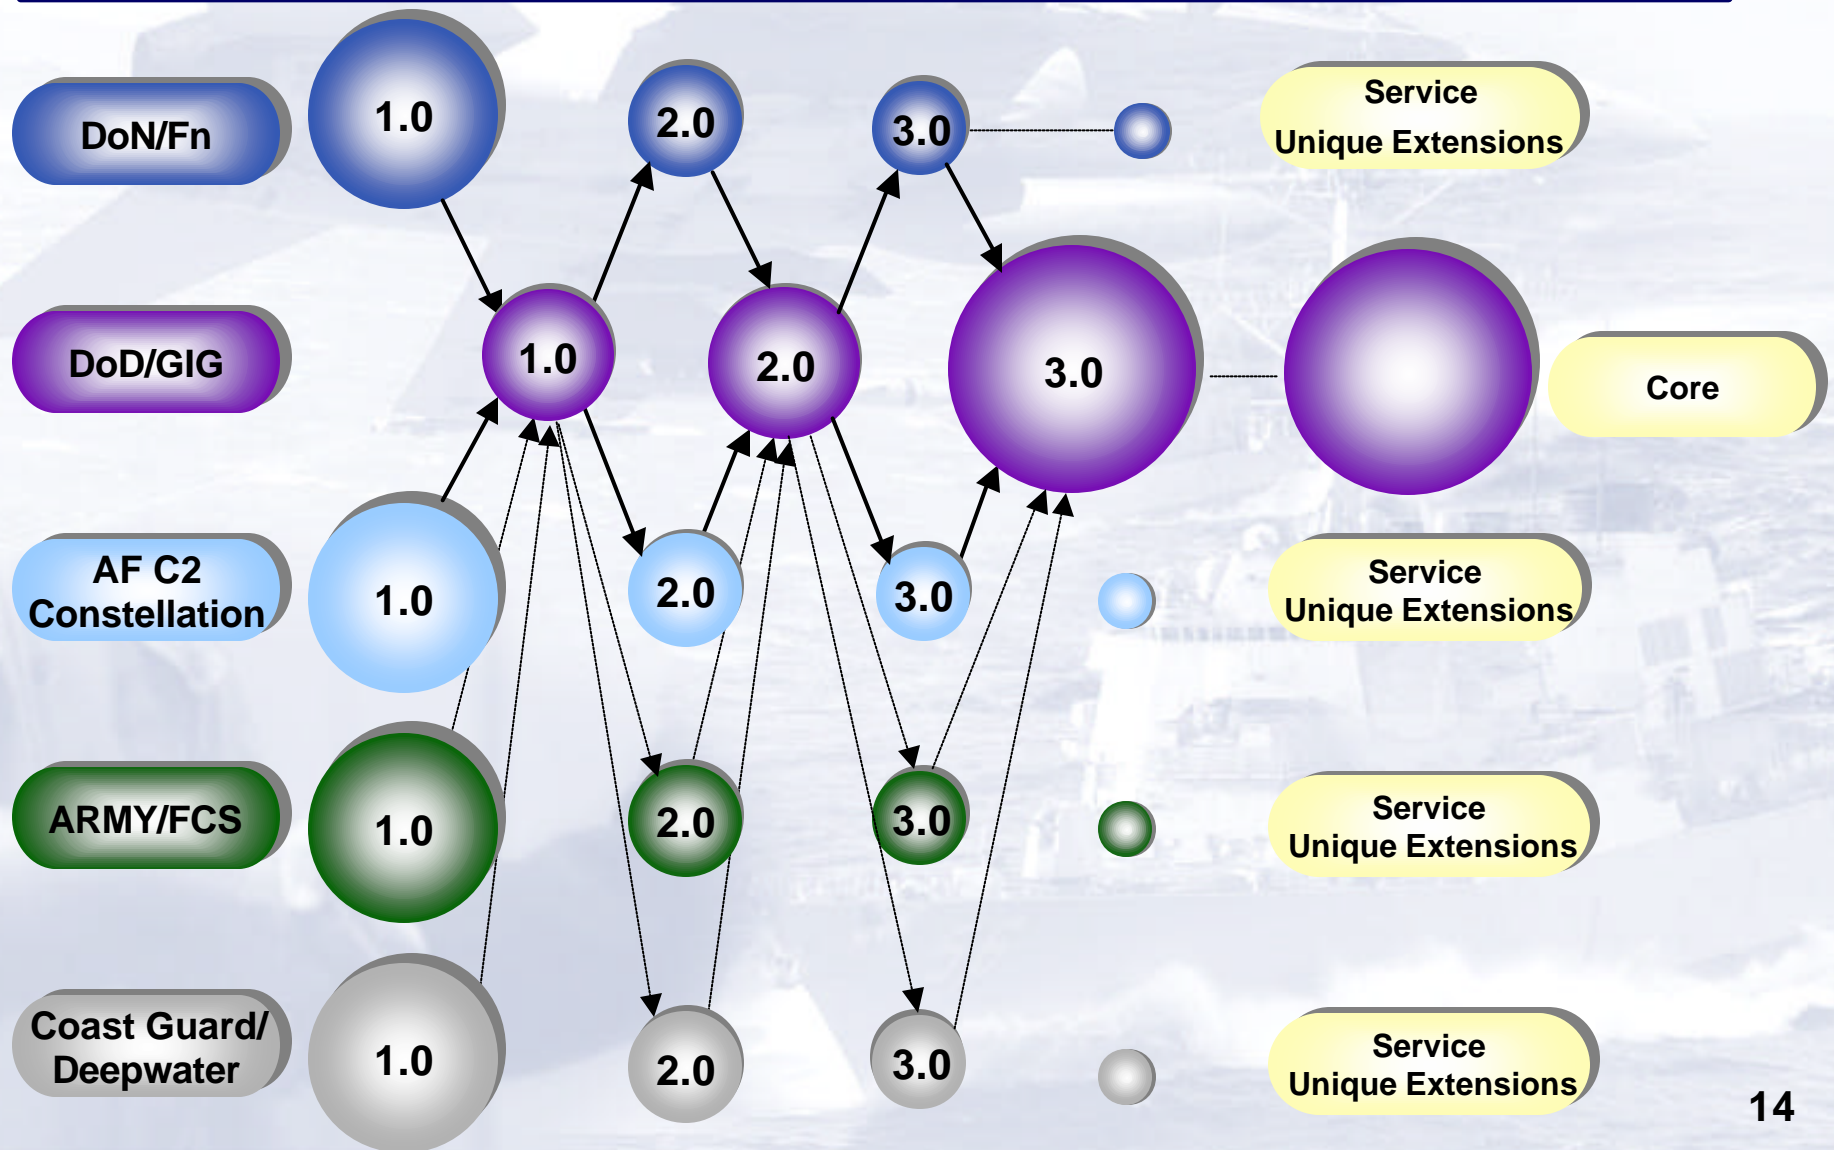 DoN/Fn
1.0
2.0
3.0
Service
Unique Extensions
DoD/GIG
1.0
2.0
3.0
Core
AF C2
Constellation
1.0
2.0
3.0
Service
Unique Extensions
ARMY/FCS
1.0
2.0
3.0
Service
Unique Extensions
Coast Guard/
Deepwater
1.0
2.0
3.0
Service
Unique Extensions
14